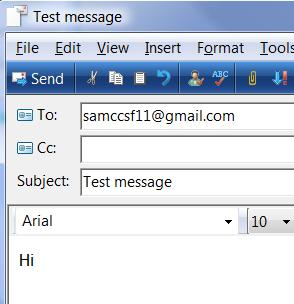 Test message
File Edit View Insert Format Tools
Send ABC
To: samccsf11@gmail.com
Cc:
Subject: Test message
Arial 10
Hi